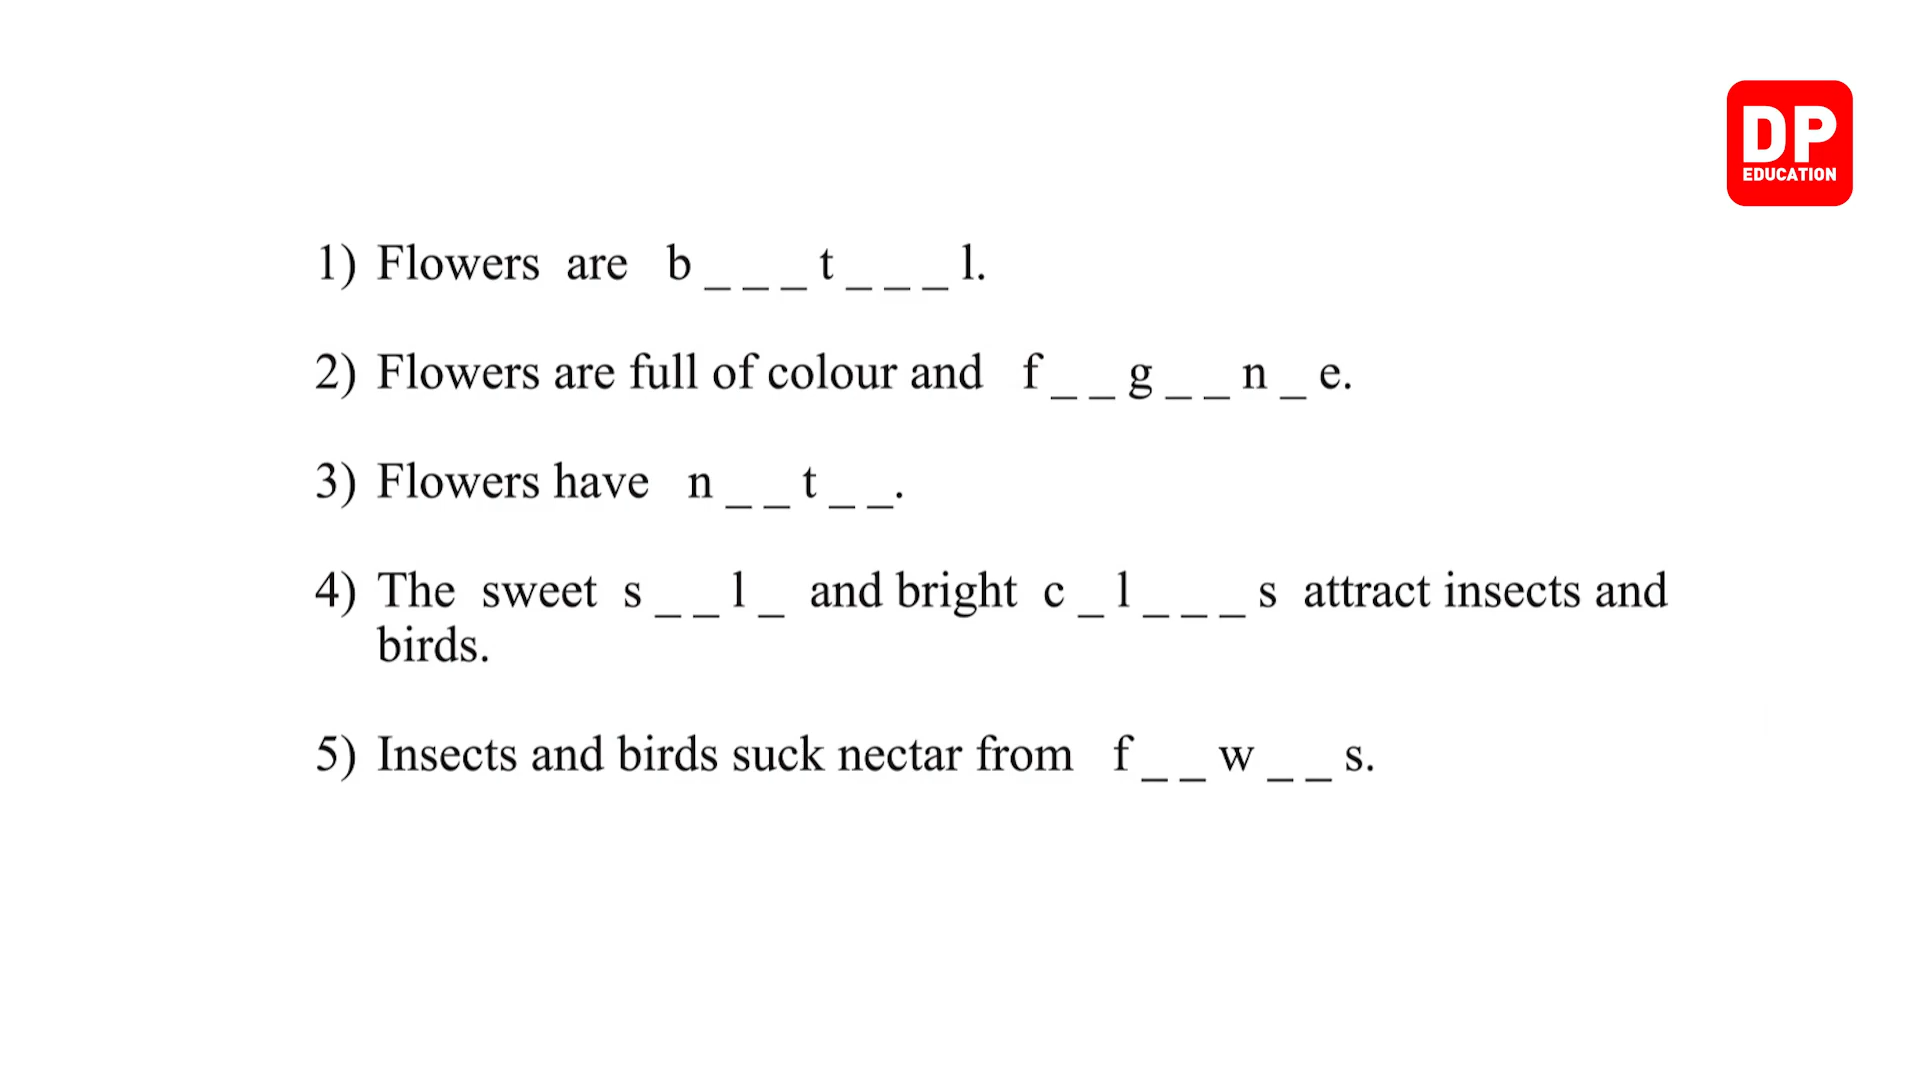 DP
EDUCATION
1) Flowers are b _ _ _ t _ _ _ l.
2) Flowers are full of colour and f _ _ g _ _ n _ e.
3) Flowers have n _ _ t _ _.
4) The sweet s _ _ l _ and bright c _ l _ _ _ s attract insects and
birds.
5) Insects and birds suck nectar from f _ _ w _ _ s.